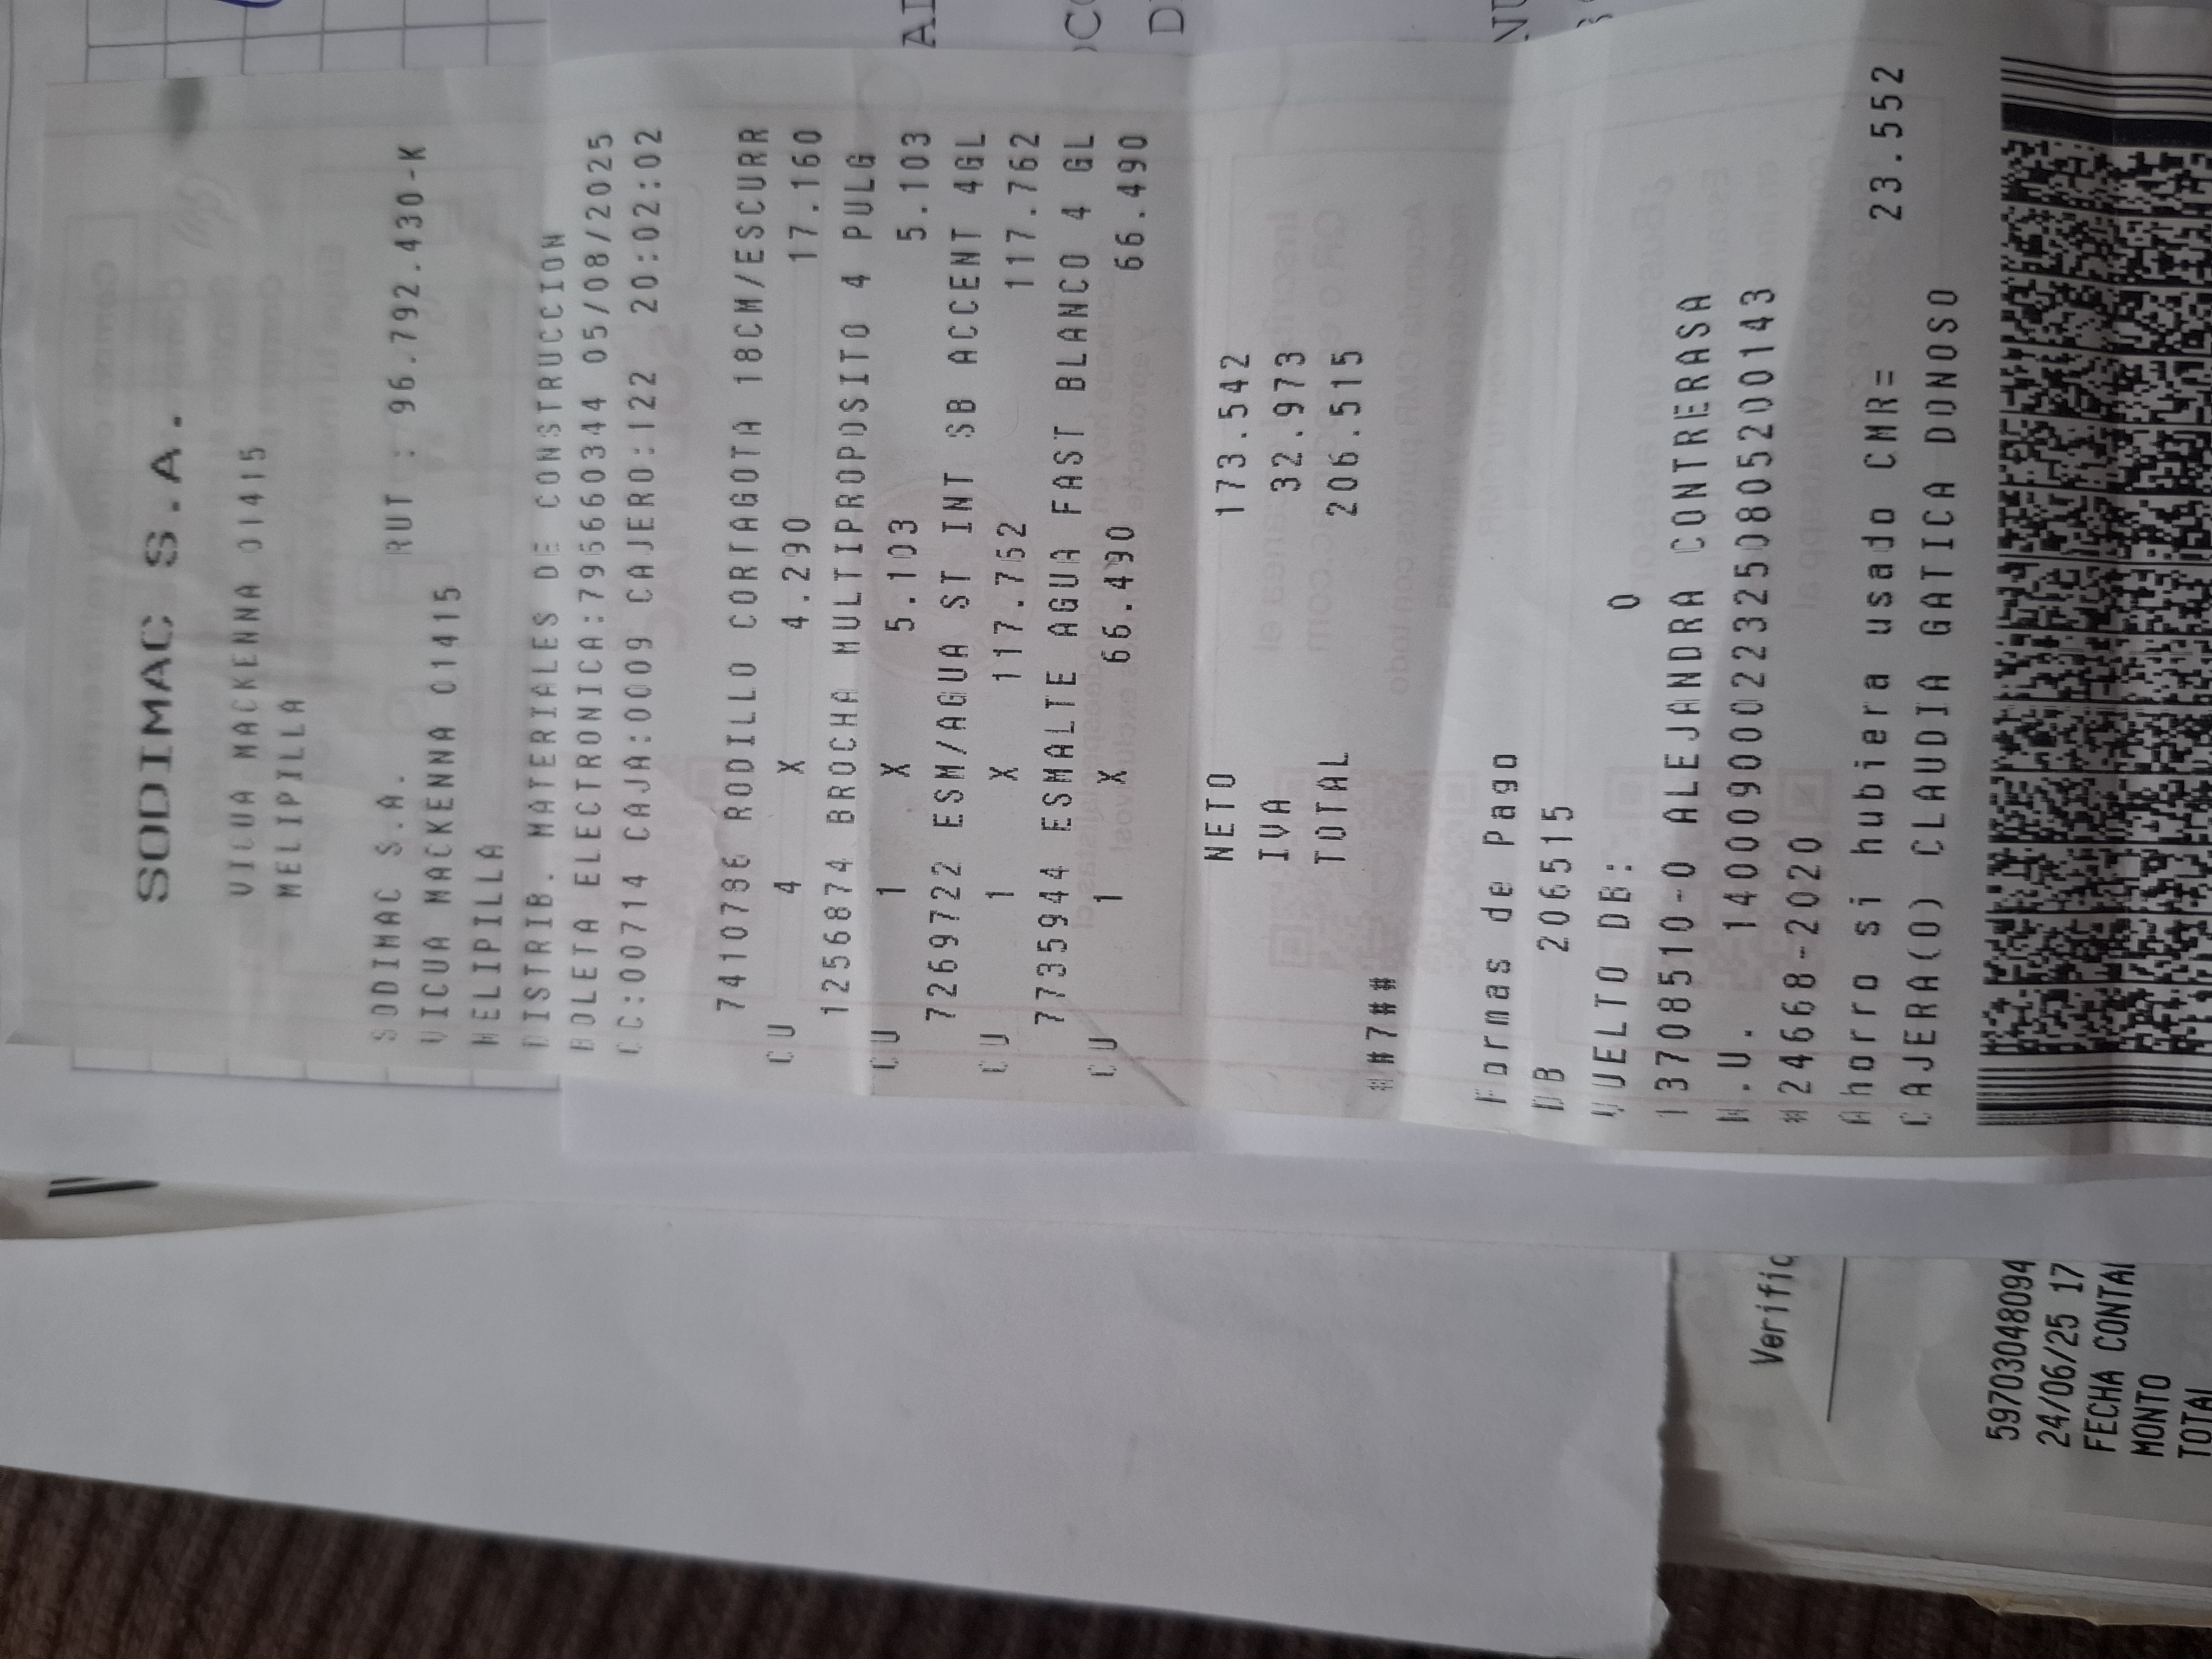 SODIMAC S.A.
VICUA MACKENNA 01415
MELIPILLA
RUT : 96.792.430-K
SODIMAC S.A.
VICUA MACKENNA 01415
MELIPILLA
DISTRIB. MATERIALES DE CONSTRUCCION
BOLETA ELECTRONICA:795660344 05/08/2025
CC:00714 CAJA:0009 CAJERO:122 20:02:02
7410786 RODILLO CORTAGOTA 18CM/ESCURR
CU 4 X 4.290 17.160
1256874 BROCHA MULTIPROPOSITO 4 PULG
CU 1 X 5.103 5.103
7269722 ESM/AGUA ST INT SB ACCENT 4GL
CU 1 X 117.762 117.762
7735944 ESMALTE AGUA FAST BLANCO 4 GL
CU 1 X 66.490 66.490
NETO 173.542
IVA 32.973
TOTAL 206.515
##7##
Formas de Pago
DB 206515
VUELTO DB: 0
13708510-0 ALEJANDRA CONTRERASA
N.U. 140009000223250805200143
#24668-2020
Ahorro si hubiera usado CMR= 23.552
CAJERA(O) CLAUDIA GATICA DONOSO
Verific
59703048094
24/06/25 17
FECHA CONTA
MONTO
TOTAL